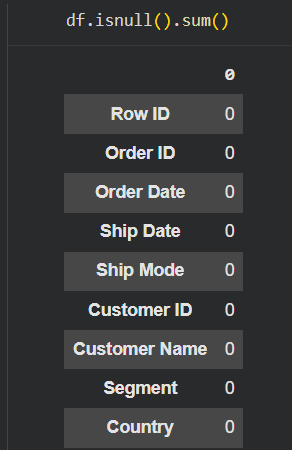 df.isnull().sum()
0
Row ID 0
Order ID 0
Order Date 0
Ship Date 0
Ship Mode 0
Customer ID 0
Customer Name 0
Segment 0
Country 0